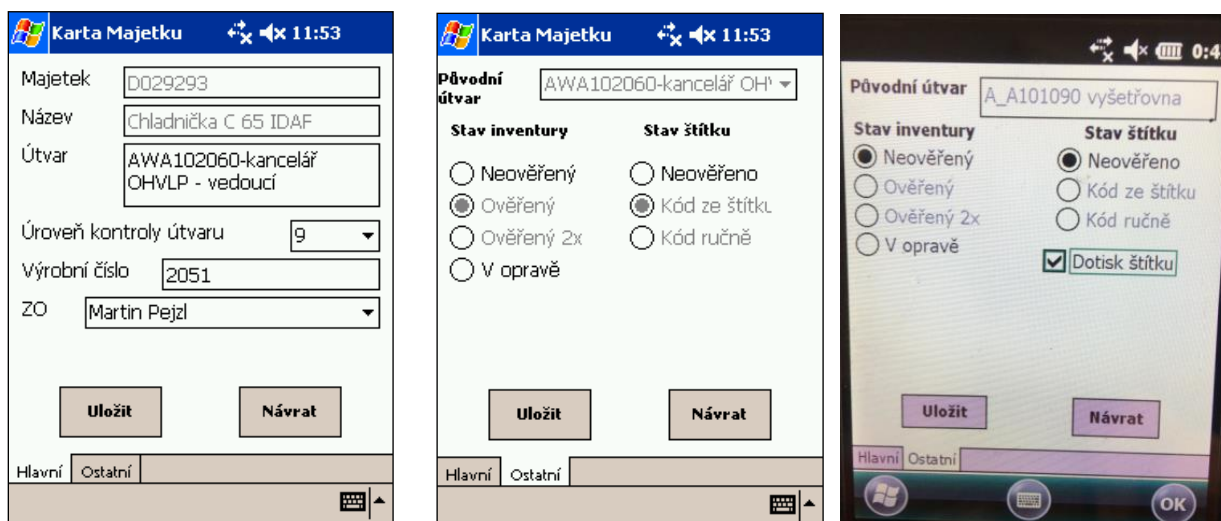 Karta Majetku 11:53
Majetek D029293
Název Chladnička C 65 IDAF
Útvar AWA102060-kancelář
OHVLP - vedoucí
Úroveň kontroly útvaru 9
Výrobní číslo 2051
ZO Martin Pejzl
Uložit Návrat
Hlavní Ostatní
Karta Majetku 11:53
Původní
útvar AWA102060-kancelář OH
Stav inventury Stav štítku
Neověřený Neověřeno
Ověřený Kód ze štítku
Ověřený 2x Kód ručně
V opravě
Uložit Návrat
Hlavní Ostatní
0:4
Původní útvar A_A101090 vyšetřovna
Stav inventury Stav štítku
Neověřený Neověřeno
Ověřený Kód ze štítku
Ověřený 2x Kód ručně
V opravě Dotisk štítku
Uložit Návrat
Hlavní Ostatní
OK